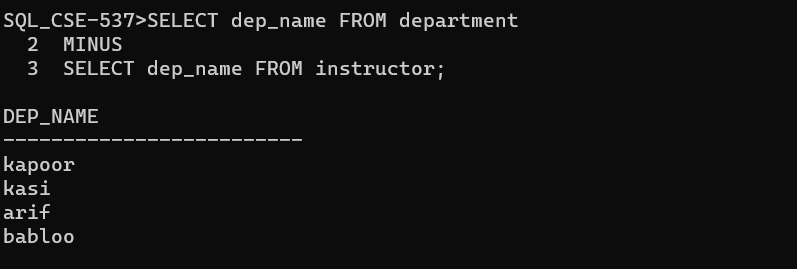 SQL_CSE-537>SELECT dep_name FROM department
  2  MINUS
  3  SELECT dep_name FROM instructor;
DEP_NAME
-------------------------
kapoor
kasi
arif
babloo